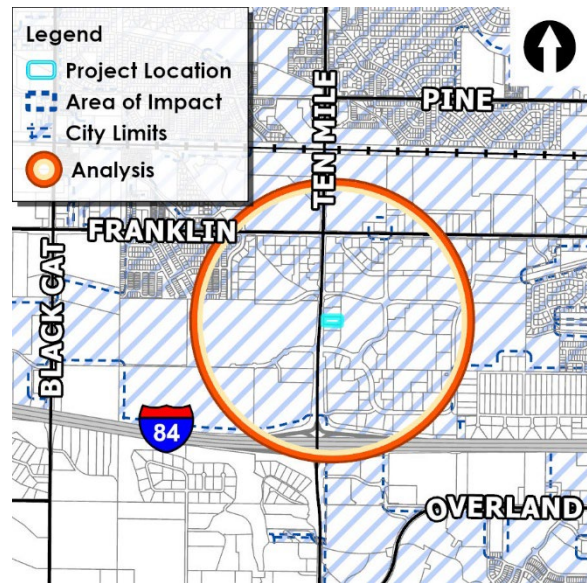 Legend
Project Location
Area of Impact
City Limits
Analysis
PINE
TEN MILE
FRANKLIN
BLACK CAT
84
OVERLAND